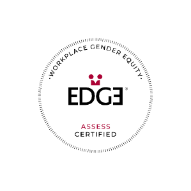 ·WORKPLACE GENDER EQUITY·
EDGE®
ASSESS
CERTIFIED